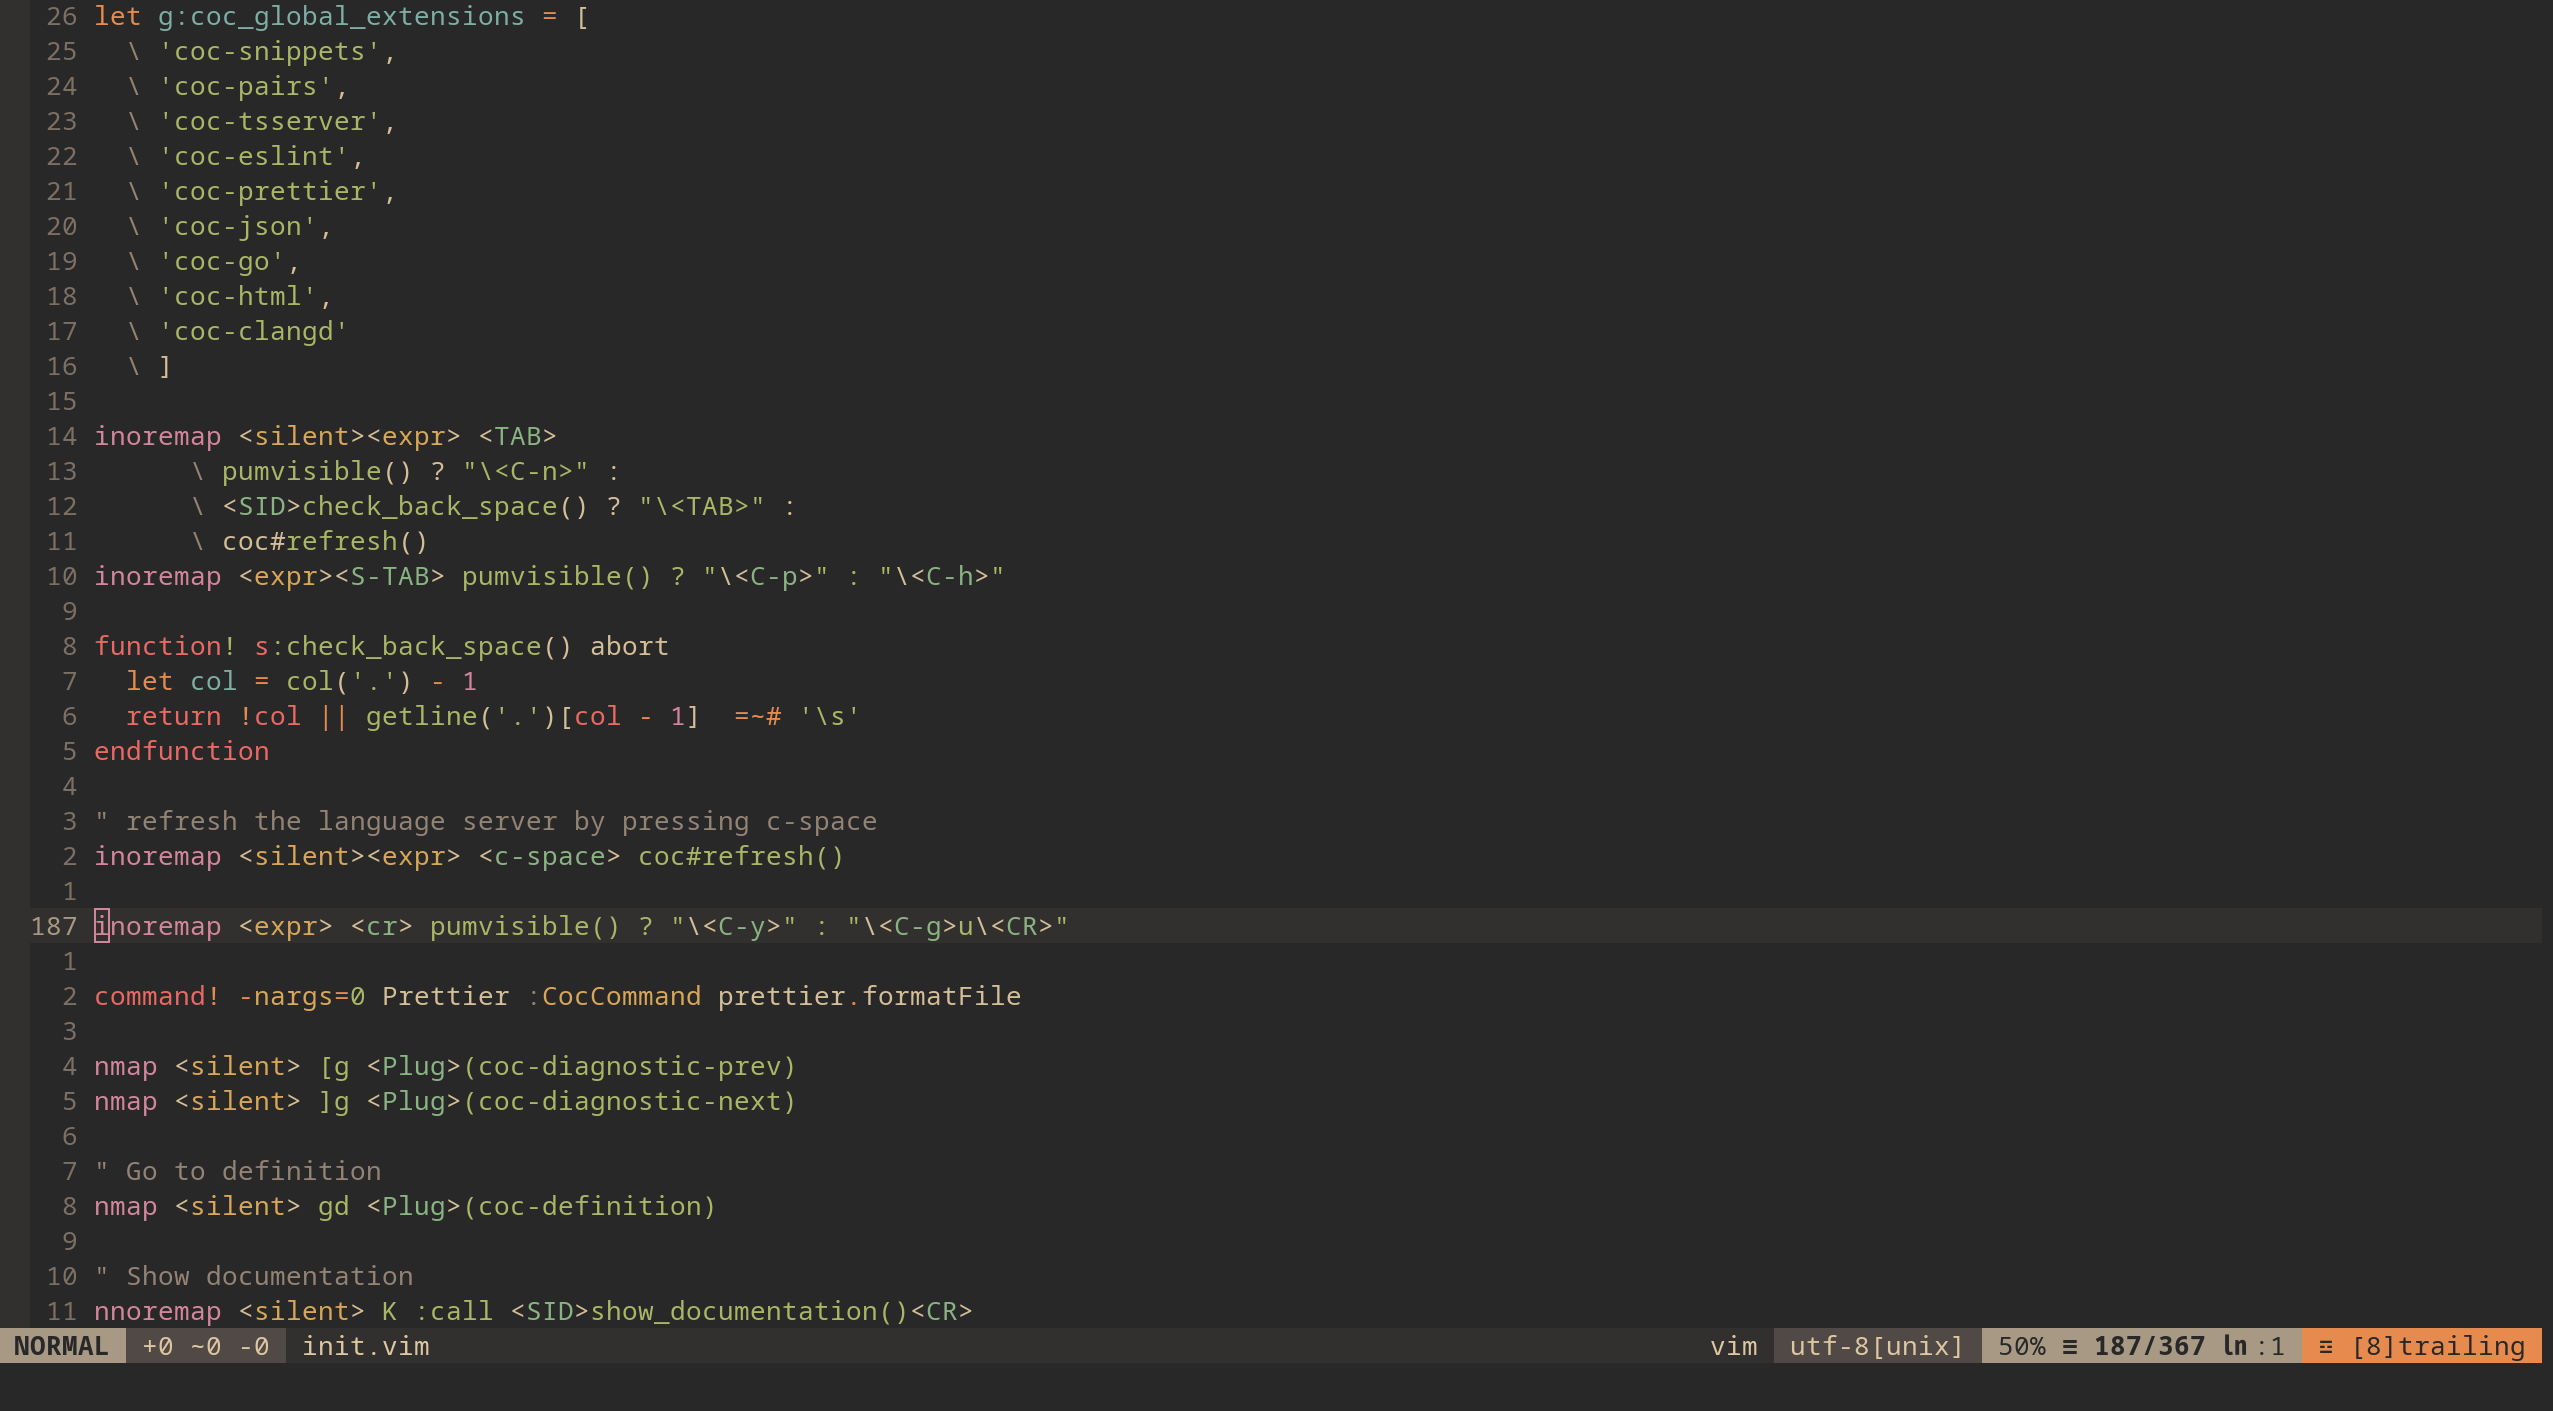 26 let g:coc_global_extensions = [
25   \ 'coc-snippets',
24   \ 'coc-pairs',
23   \ 'coc-tsserver',
22   \ 'coc-eslint',
21   \ 'coc-prettier',
20   \ 'coc-json',
19   \ 'coc-go',
18   \ 'coc-html',
17   \ 'coc-clangd'
16   \ ]
15
14 inoremap <silent><expr> <TAB>
13       \ pumvisible() ? "\<C-n>" :
12       \ <SID>check_back_space() ? "\<TAB>" :
11       \ coc#refresh()
10 inoremap <expr><S-TAB> pumvisible() ? "\<C-p>" : "\<C-h>"
9
8 function! s:check_back_space() abort
7   let col = col('.') - 1
6   return !col || getline('.')[col - 1]  =~# '\s'
5 endfunction
4
3 " refresh the language server by pressing c-space
2 inoremap <silent><expr> <c-space> coc#refresh()
1
187 inoremap <expr> <cr> pumvisible() ? "\<C-y>" : "\<C-g>u\<CR>"
1
2 command! -nargs=0 Prettier :CocCommand prettier.formatFile
3
4 nmap <silent> [g <Plug>(coc-diagnostic-prev)
5 nmap <silent> ]g <Plug>(coc-diagnostic-next)
6
7 " Go to definition
8 nmap <silent> gd <Plug>(coc-definition)
9
10 " Show documentation
11 nnoremap <silent> K :call <SID>show_documentation()<CR>
NORMAL +0 ~0 -0 init.vim vim utf-8[unix] 50% ≡ 187/367 ln :1 Ξ [8]trailing